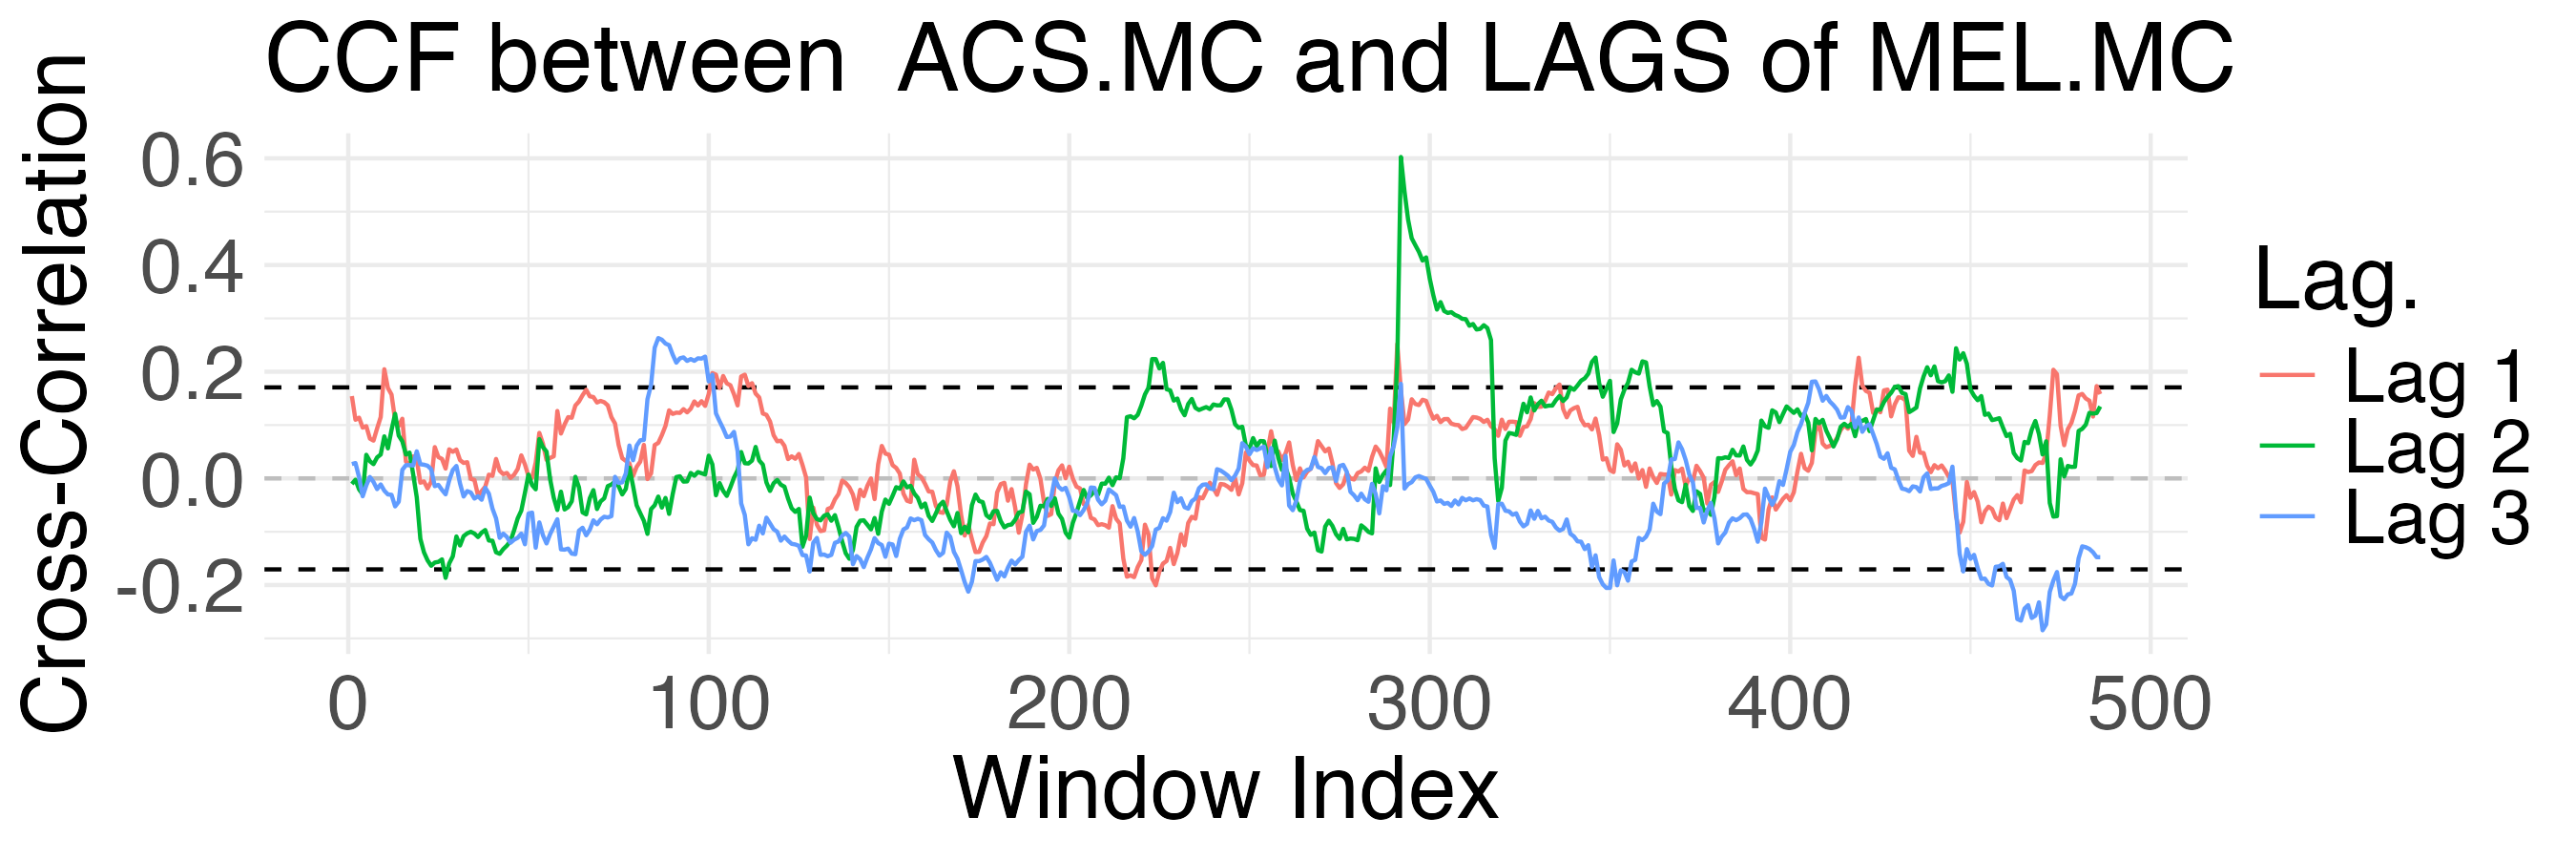 CCF between  ACS.MC and LAGS of MEL.MC
Cross-Correlation
0.6
0.4
0.2
0.0
-0.2
0 100 200 300 400 500
Window Index
Lag.
Lag 1
Lag 2
Lag 3